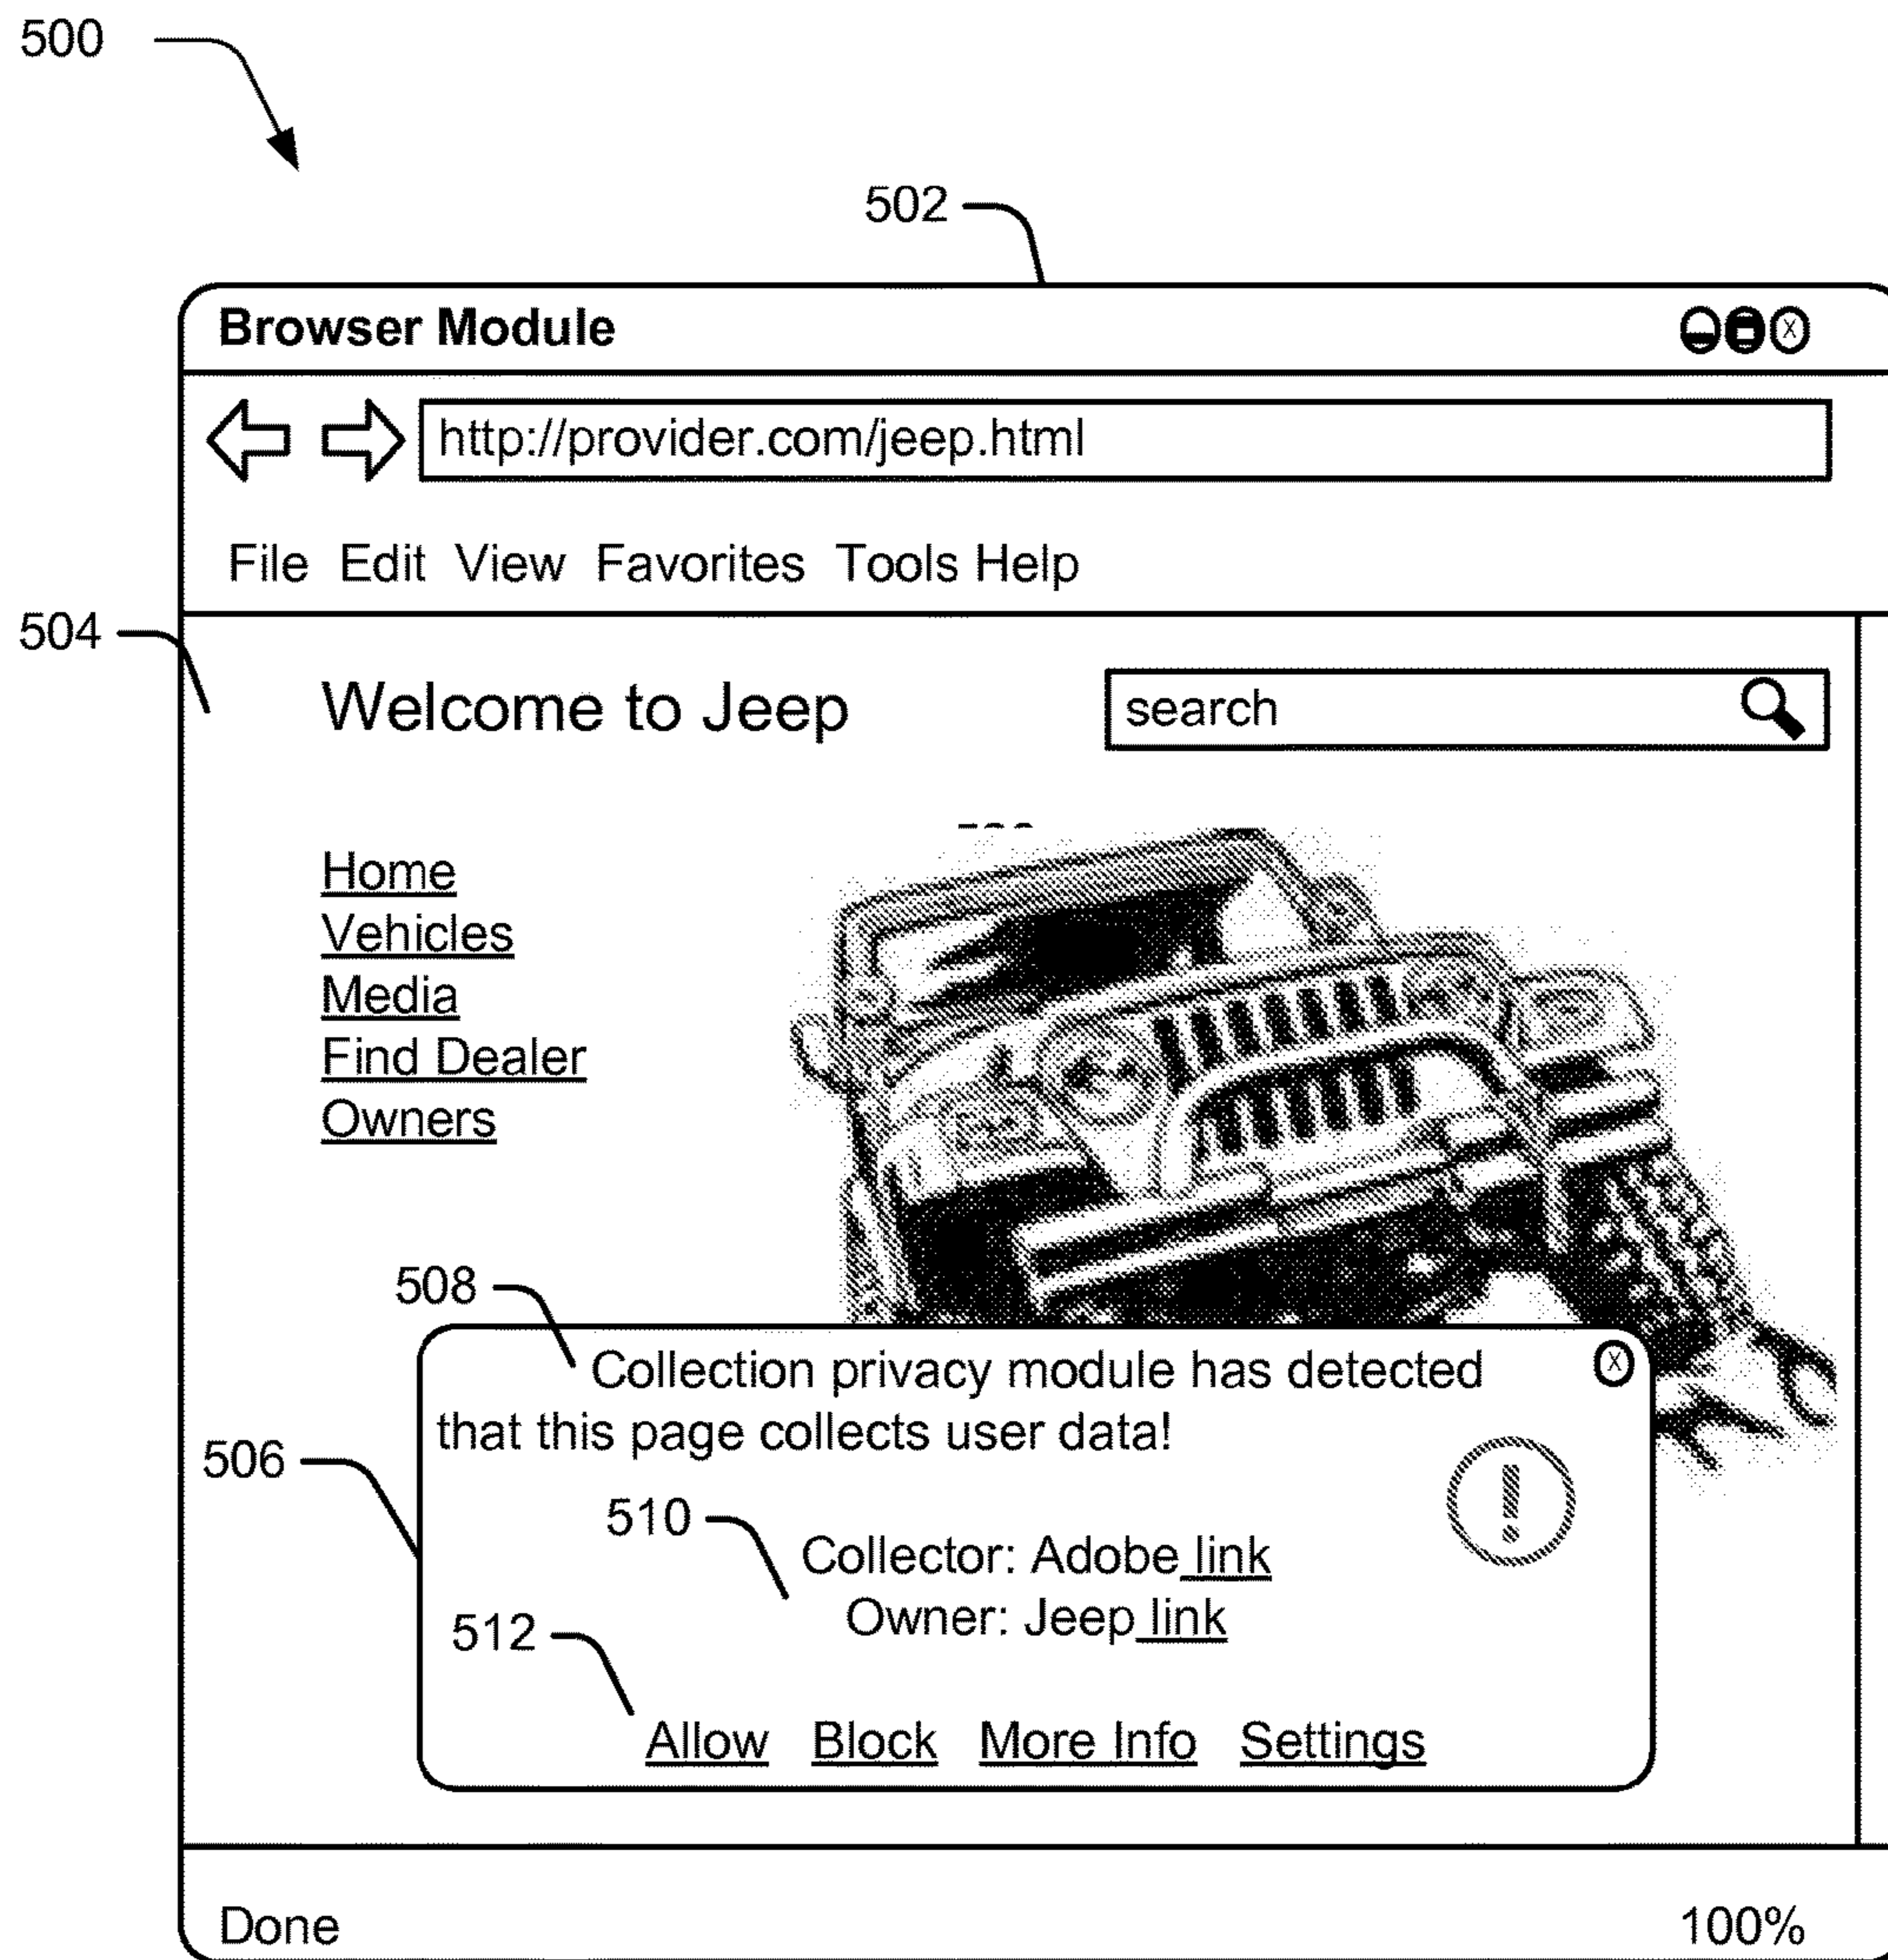 500
502
Browser Module
http://provider.com/jeep.html
File Edit View Favorites Tools Help
504
Welcome to Jeep
search
Home
Vehicles
Media
Find Dealer
Owners
508
Collection privacy module has detected
that this page collects user data!
506
510
Collector: Adobe link
Owner: Jeep link
512
Allow Block More Info Settings
Done 100%